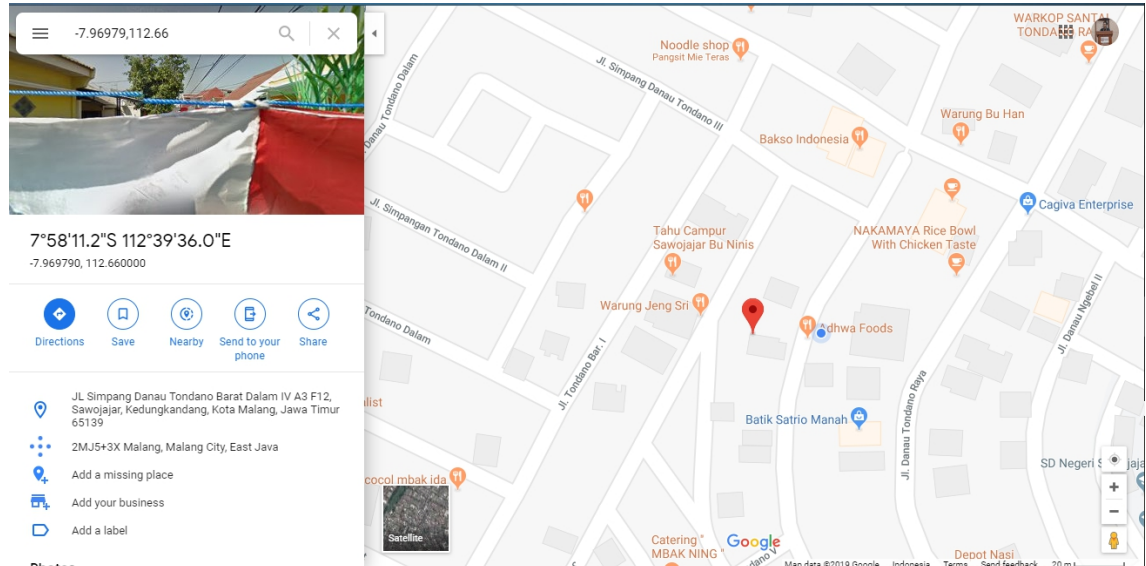 -7.96979,112.66
7°58'11.2"S 112°39'36.0"E
-7.969790, 112.660000
Directions
Save
Nearby
Send to your
phone
Share
JL Simpang Danau Tondano Barat Dalam IV A3 F12,
Sawojajar, Kedungkandang, Kota Malang, Jawa Timur
65139
2MJ5+3X Malang, Malang City, East Java
Add a missing place
Add your business
Add a label
Photos
WARKOP SANTAI
Noodle shop
Pangsit Mie Teras
Jl. Simpang Danau Tondano III
Danau Tondano Dalam
Bakso Indonesia
Warung Bu Han
Cagiva Enterprise
Jl. Simpangan Tondano Dalam II
Tahu Campur
Sawojajar Bu Ninis
NAKAMAYA Rice Bowl
With Chicken Taste
Warung Jeng Sri
Adhwa Foods
Jl. Danau Ngebel II
Tondano Dalam
Jl. Tondano Bar. I
Jl. Danau Tondano Raya
alist
Batik Satrio Manah
SD Negeri
cocol mbak ida
Satellite
Catering "
MBAK NING "
Google
dano V
Depot Nasi
Map data ©2019 Google
Indonesia
Terms
Send feedback
20 m